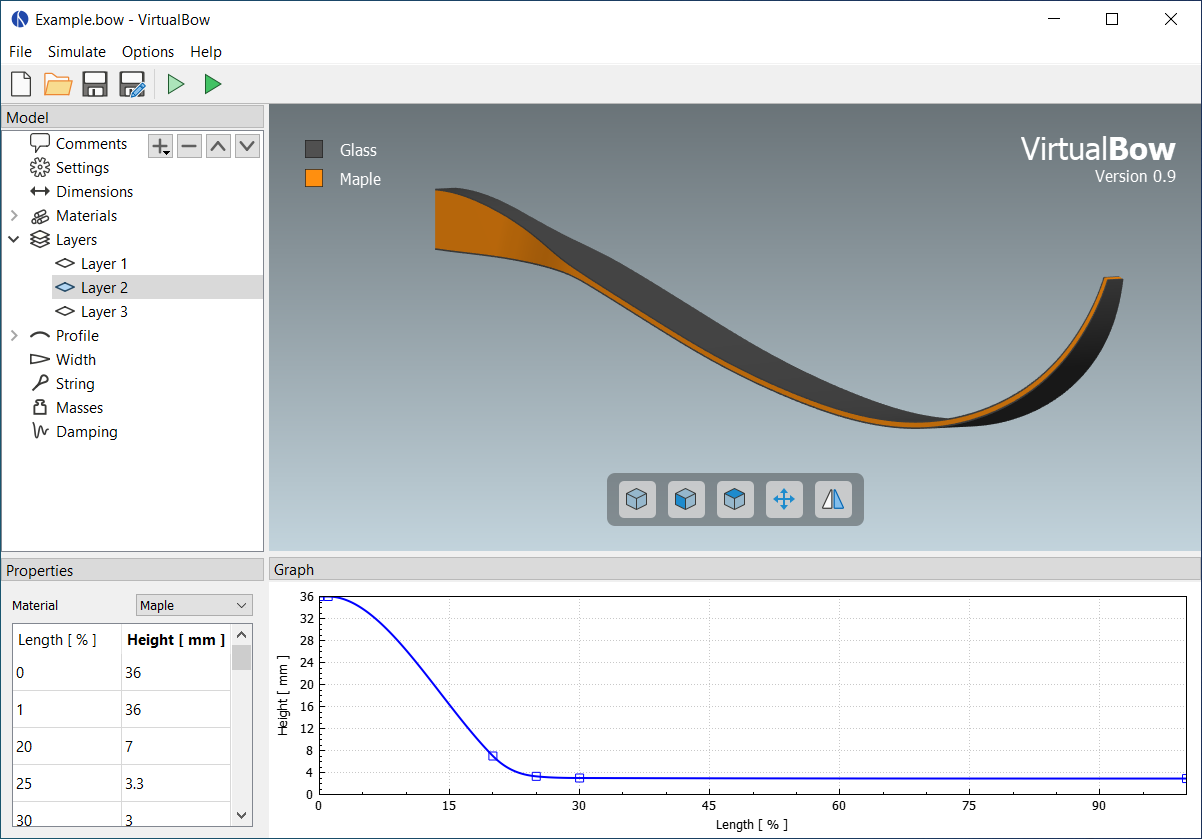 Example.bow - VirtualBow
File Simulate Options Help
Model
Comments
Settings
Dimensions
Materials
Layers
Layer 1
Layer 2
Layer 3
Profile
Width
String
Masses
Damping
Glass
Maple
VirtualBow
Version 0.9
Properties
Material Maple
Length [ % ] Height [ mm ]
0 36
1 36
20 7
25 3.3
30 3
Graph
Height [ mm ]
36
32
28
24
20
16
12
8
4
0
0 15 30 45 60 75 90
Length [ % ]